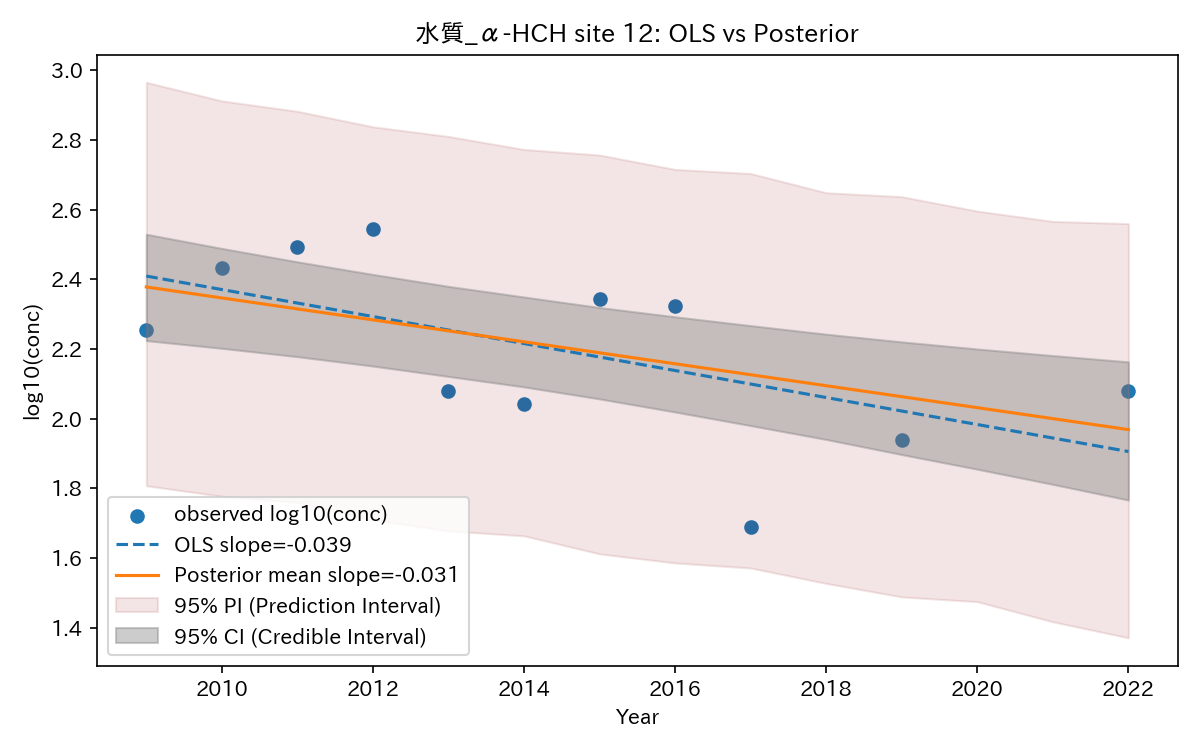 水質_α-HCH site 12: OLS vs Posterior
3.0
2.8
2.6
2.4
2.2
2.0
1.8
1.6
1.4
log10(conc)
observed log10(conc)
OLS slope=-0.039
Posterior mean slope=-0.031
95% PI (Prediction Interval)
95% CI (Credible Interval)
2010 2012 2014 2016 2018 2020 2022
Year